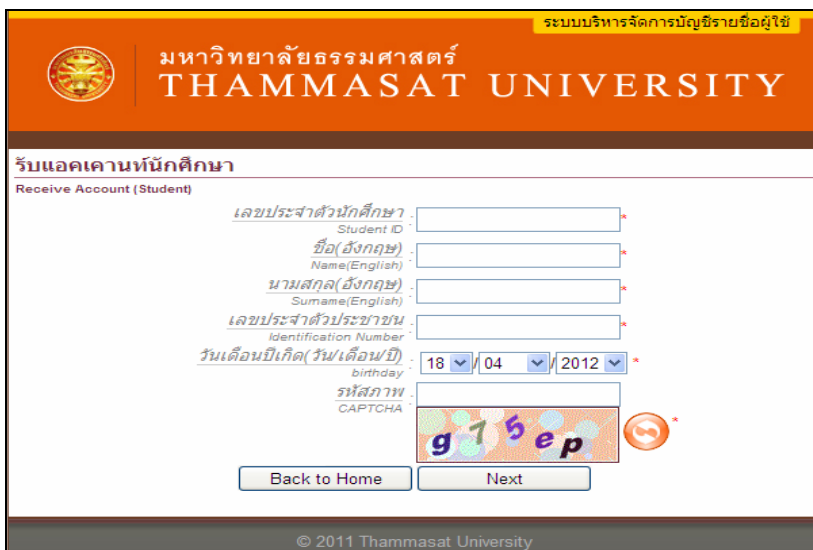 ระบบบริหารจัดการบัญชีรายชื่อผู้ใช้
มหาวิทยาลัยธรรมศาสตร์
THAMMASAT UNIVERSITY
รับแอคเคานท์นักศึกษา
Receive Account (Student)
เลขประจำตัวนักศึกษา : *
Student ID
ชื่อ(อังกฤษ) : *
Name(English)
นามสกุล(อังกฤษ) : *
Surname(English)
เลขประจำตัวประชาชน : *
Identification Number
วันเดือนปีเกิด(วัน/เดือน/ปี) : 18 / 04 / 2012 *
birthday
รหัสภาพ :
CAPTCHA
g75ep *
Back to Home Next
© 2011 Thammasat University